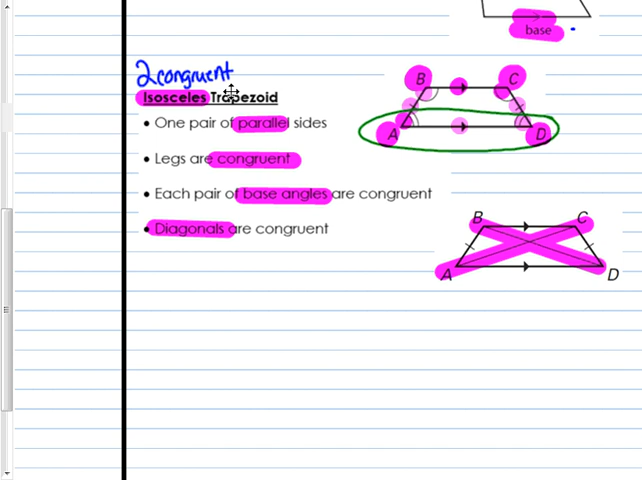 base
2 congruent
Isosceles Trapezoid
B C
• One pair of parallel sides
A D
• Legs are congruent
• Each pair of base angles are congruent
• Diagonals are congruent
B C
A D